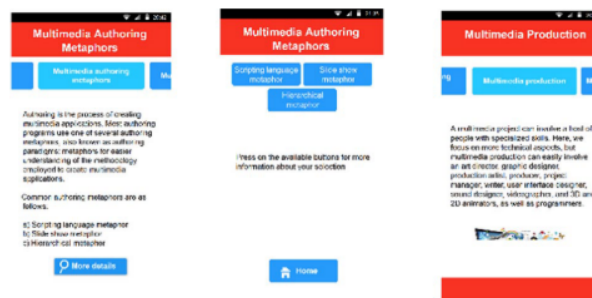 20:42
Multimedia Authoring
Metaphors
Multimedia authoring
metaphors
Mu
Authoring is the process of creating
multimedia applications. Most authoring
programs use one of several authoring
metaphors, also known as authoring
paradigms: metaphors for easier
understanding of the methodology
employed to create multimedia
applications.
Common authoring metaphors are as
follows.
a) Scripting language metaphor
b) Slide show metaphor
c) Hierarchical metaphor
More details
Multimedia Authoring
Metaphors
Scripting language
metaphor
Slide show
metaphor
Hierarchical
metaphor
Press on the available buttons for more
information about your selection
Home
Multimedia Production
ng
Multimedia production
M
A multimedia project can involve a host of
people with specialized skills. Here, we
focus on more technical aspects, but
multimedia production can easily involve
an art director, graphic designer,
production artist, producer, project
manager, writer, user interface designer,
sound designer, videographer, and 3D and
2D animators, as well as programmers.